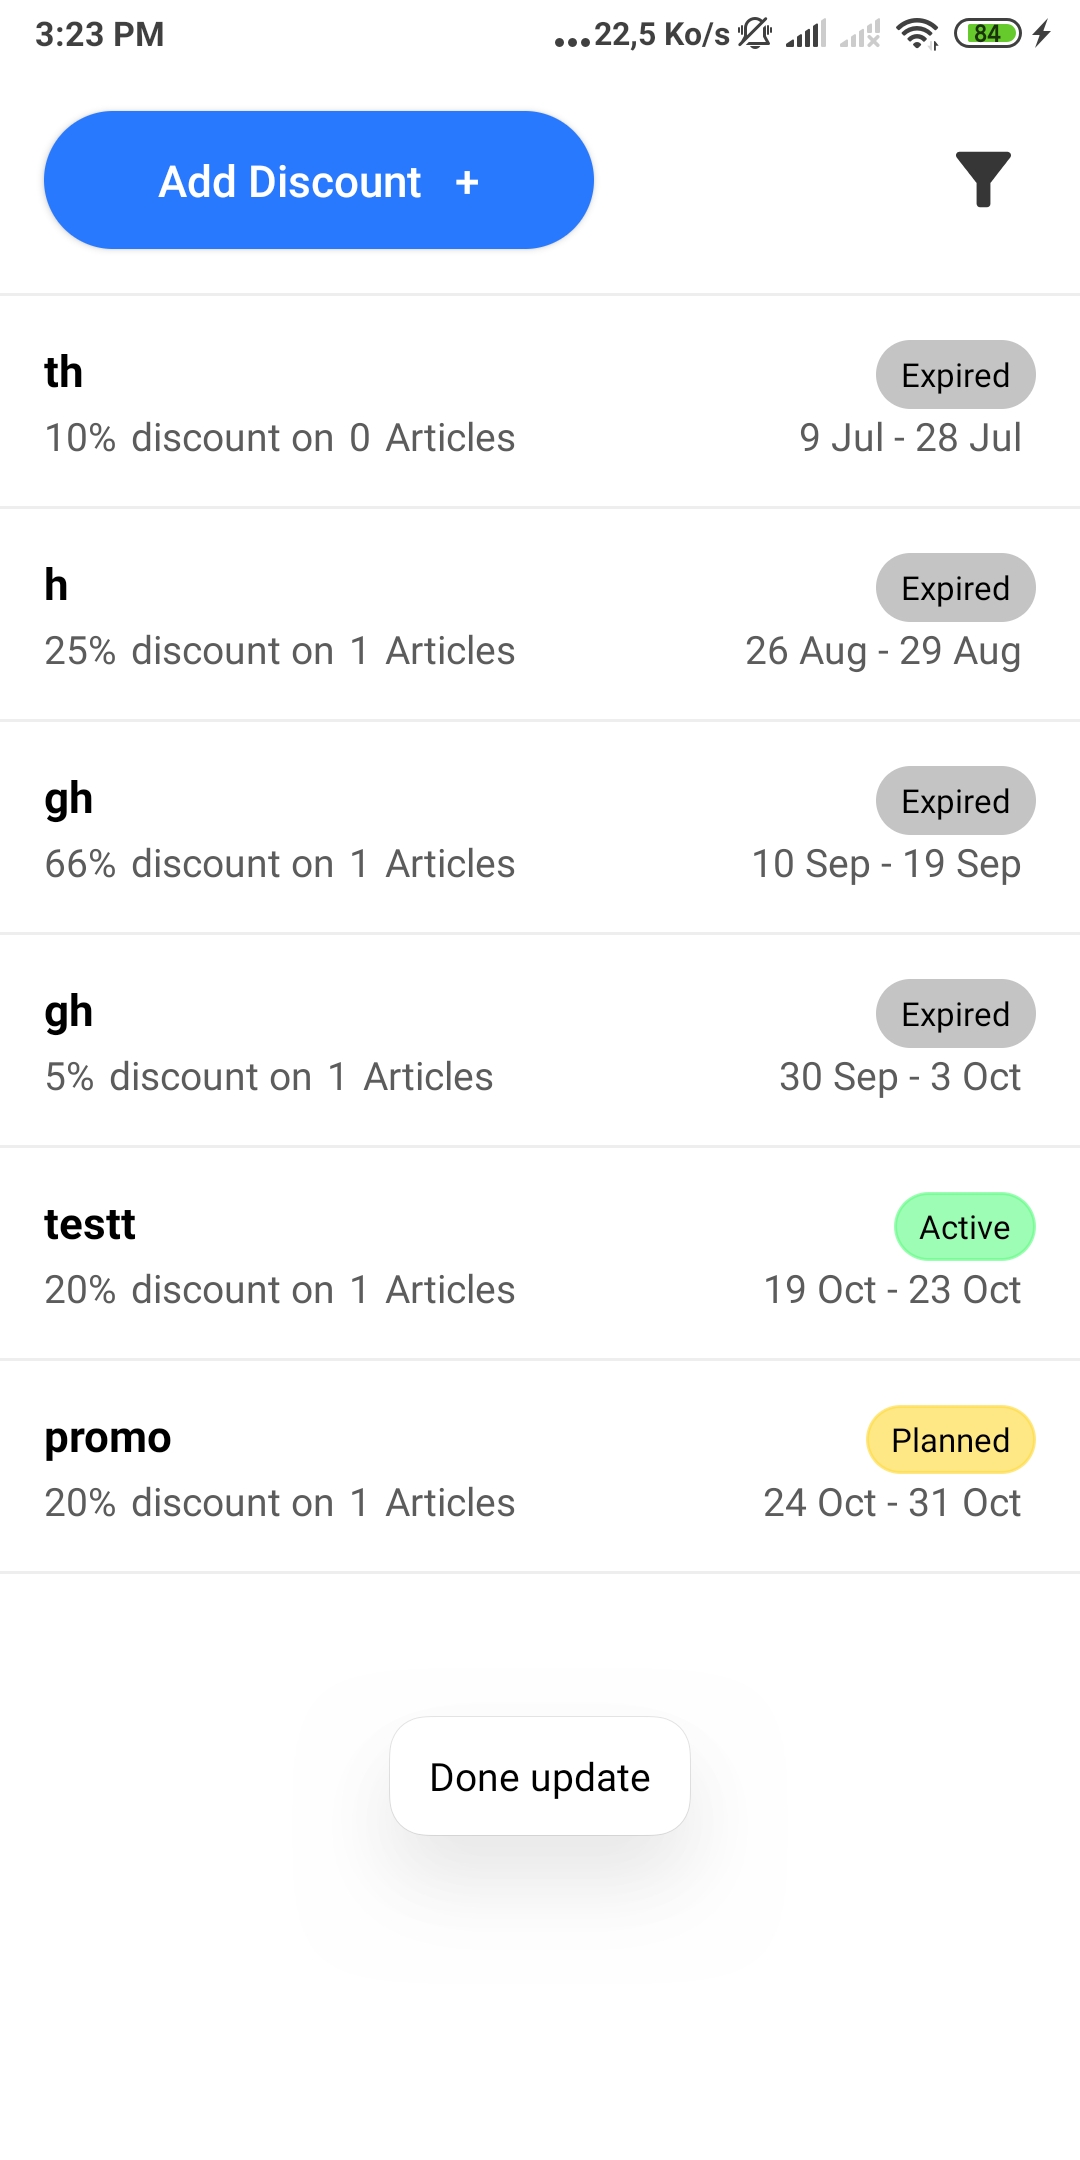 3:23 PM ...22,5 Ko/s 84
Add Discount +
th Expired
10% discount on 0 Articles 9 Jul - 28 Jul
h Expired
25% discount on 1 Articles 26 Aug - 29 Aug
gh Expired
66% discount on 1 Articles 10 Sep - 19 Sep
gh Expired
5% discount on 1 Articles 30 Sep - 3 Oct
testt Active
20% discount on 1 Articles 19 Oct - 23 Oct
promo Planned
20% discount on 1 Articles 24 Oct - 31 Oct
Done update